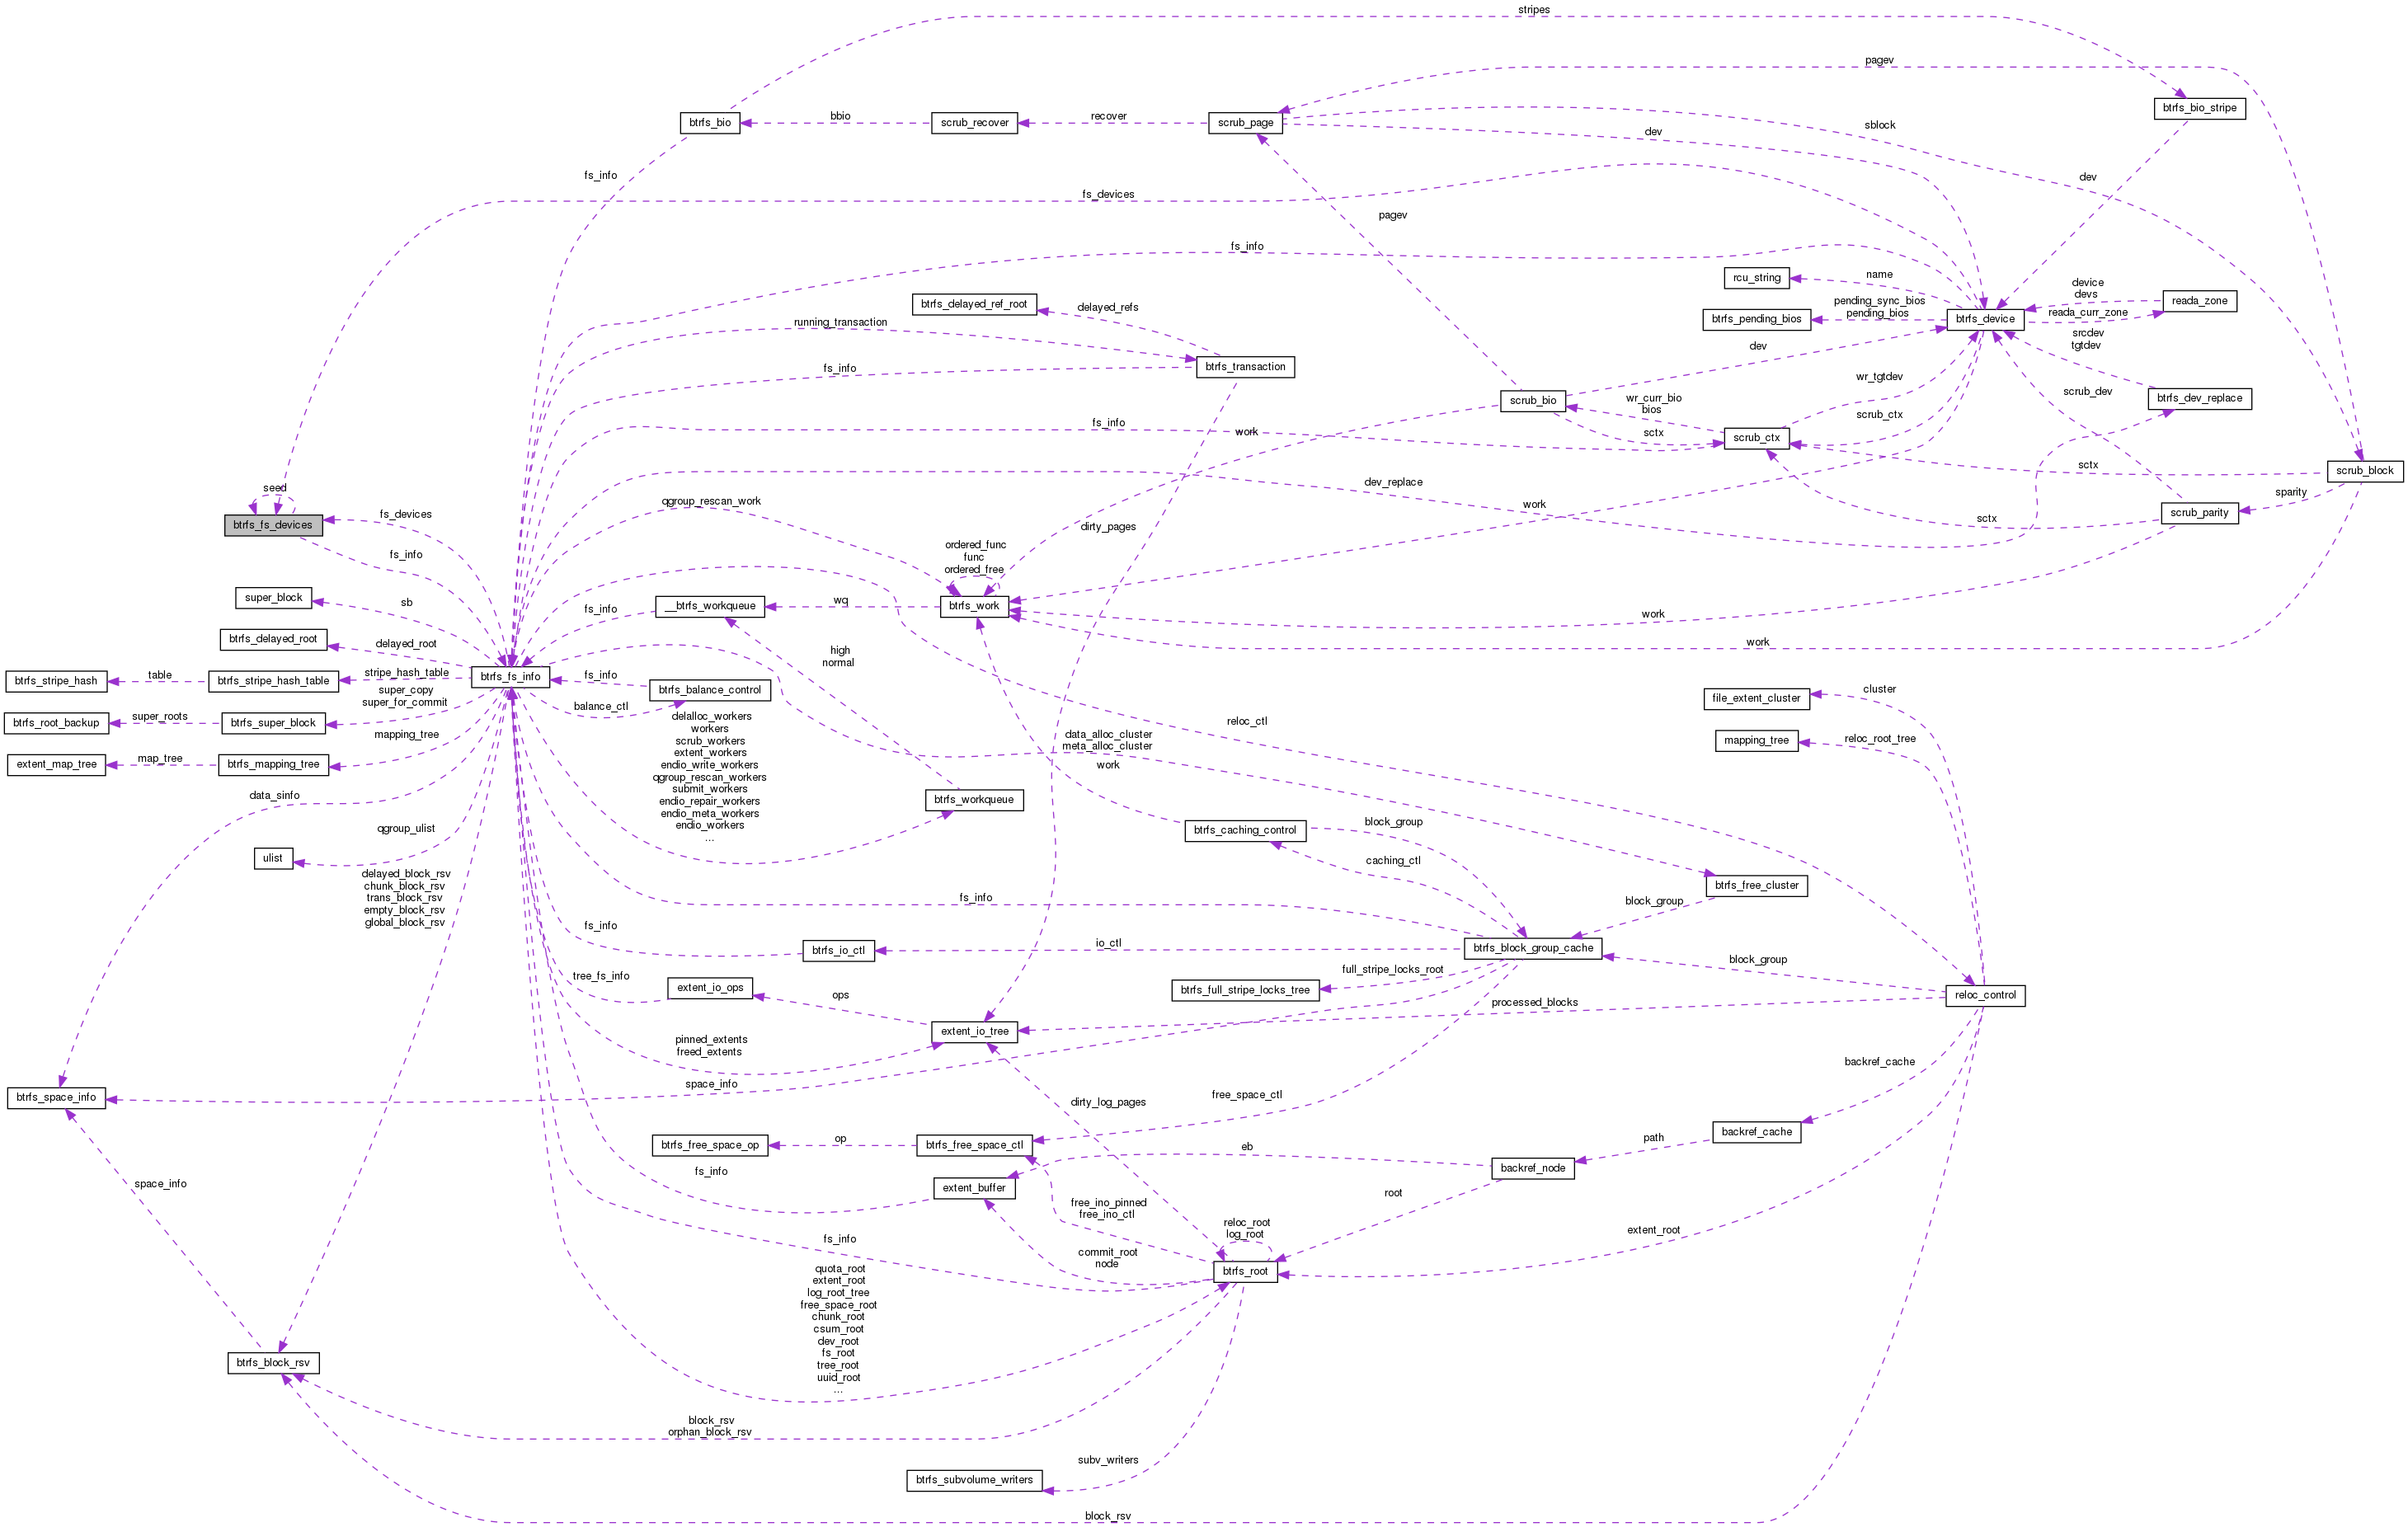 stripes
pagev
btrfs_bio_stripe
btrfs_bio
bbio
scrub_recover
recover
scrub_page
sblock
dev
fs_info
dev
fs_devices
pagev
fs_info
rcu_string
name
device
devs
reada_zone
btrfs_delayed_ref_root
delayed_refs
pending_sync_bios
pending_bios
reada_curr_zone
btrfs_pending_bios
btrfs_device
running_transaction
srcdev
tgtdev
dev
btrfs_transaction
fs_info
wr_tgtdev
scrub_dev
btrfs_dev_replace
scrub_bio
wr_curr_bio
bios
scrub_ctx
fs_info
work
sctx
scrub_ctx
sctx
scrub_block
dev_replace
seed
qgroup_rescan_work
sparity
work
scrub_parity
sctx
btrfs_fs_devices
fs_devices
dirty_pages
fs_info
ordered_func
func
ordered_free
super_block
sb
fs_info
__btrfs_workqueue
wq
btrfs_work
work
btrfs_delayed_root
delayed_root
work
high
normal
btrfs_stripe_hash
table
btrfs_stripe_hash_table
stripe_hash_table
btrfs_fs_info
fs_info
btrfs_balance_control
super_copy
super_for_commit
balance_ctl
cluster
file_extent_cluster
btrfs_root_backup
super_roots
btrfs_super_block
delalloc_workers
workers
scrub_workers
extent_workers
endio_write_workers
qgroup_rescan_workers
submit_workers
endio_repair_workers
endio_meta_workers
endio_workers
...
reloc_ctl
mapping_tree
data_alloc_cluster
meta_alloc_cluster
work
mapping_tree
reloc_root_tree
extent_map_tree
map_tree
btrfs_mapping_tree
data_sinfo
btrfs_workqueue
qgroup_ulist
btrfs_caching_control
block_group
ulist
caching_ctl
delayed_block_rsv
chunk_block_rsv
trans_block_rsv
empty_block_rsv
global_block_rsv
btrfs_free_cluster
fs_info
block_group
fs_info
btrfs_io_ctl
io_ctl
btrfs_block_group_cache
block_group
tree_fs_info
extent_io_ops
ops
full_stripe_locks_root
btrfs_full_stripe_locks_tree
processed_blocks
reloc_control
extent_io_tree
pinned_extents
freed_extents
backref_cache
space_info
btrfs_space_info
free_space_ctl
dirty_log_pages
btrfs_free_space_op
op
btrfs_free_space_ctl
backref_cache
path
eb
backref_node
fs_info
extent_buffer
space_info
free_ino_pinned
free_ino_ctl
root
reloc_root
log_root
extent_root
fs_info
commit_root
node
btrfs_root
quota_root
extent_root
log_root_tree
free_space_root
chunk_root
csum_root
dev_root
fs_root
tree_root
uuid_root
...
btrfs_block_rsv
block_rsv
orphan_block_rsv
subv_writers
btrfs_subvolume_writers
block_rsv